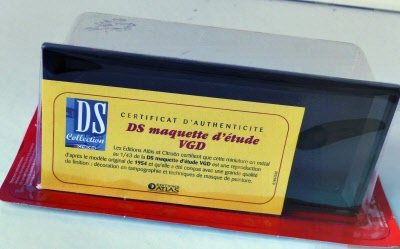 DS
Collection
CERTIFICAT D'AUTHENTICITE
DS maquette d'étude
VGD
Les Editions Atlas et Citroën certifient que cette miniature en métal
au 1/43 de la DS maquette d'étude VGD est une reproduction
d'après le modèle original de 1954 et qu'elle a été conçue avec une grande qualité
de finition : décoration en tampographie et techniques de masque de peinture.
ATLAS